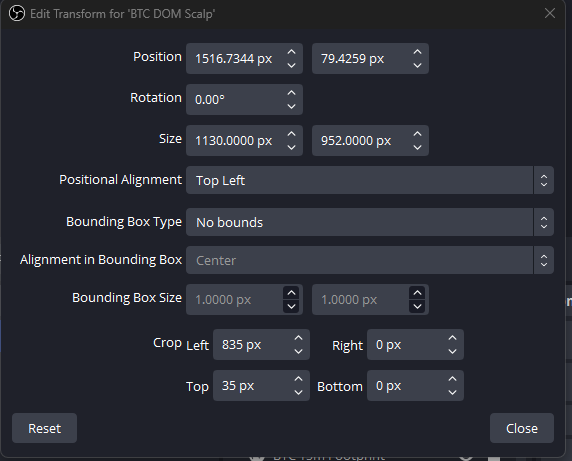 Edit Transform for 'BTC DOM Scalp'
Position 1516.7344 px 79.4259 px
Rotation 0.00°
Size 1130.0000 px 952.0000 px
Positional Alignment Top Left
Bounding Box Type No bounds
Alignment in Bounding Box Center
Bounding Box Size 1.0000 px 1.0000 px
Crop Left 835 px Right 0 px
Top 35 px Bottom 0 px
Reset Close
BTC 15m Footprint